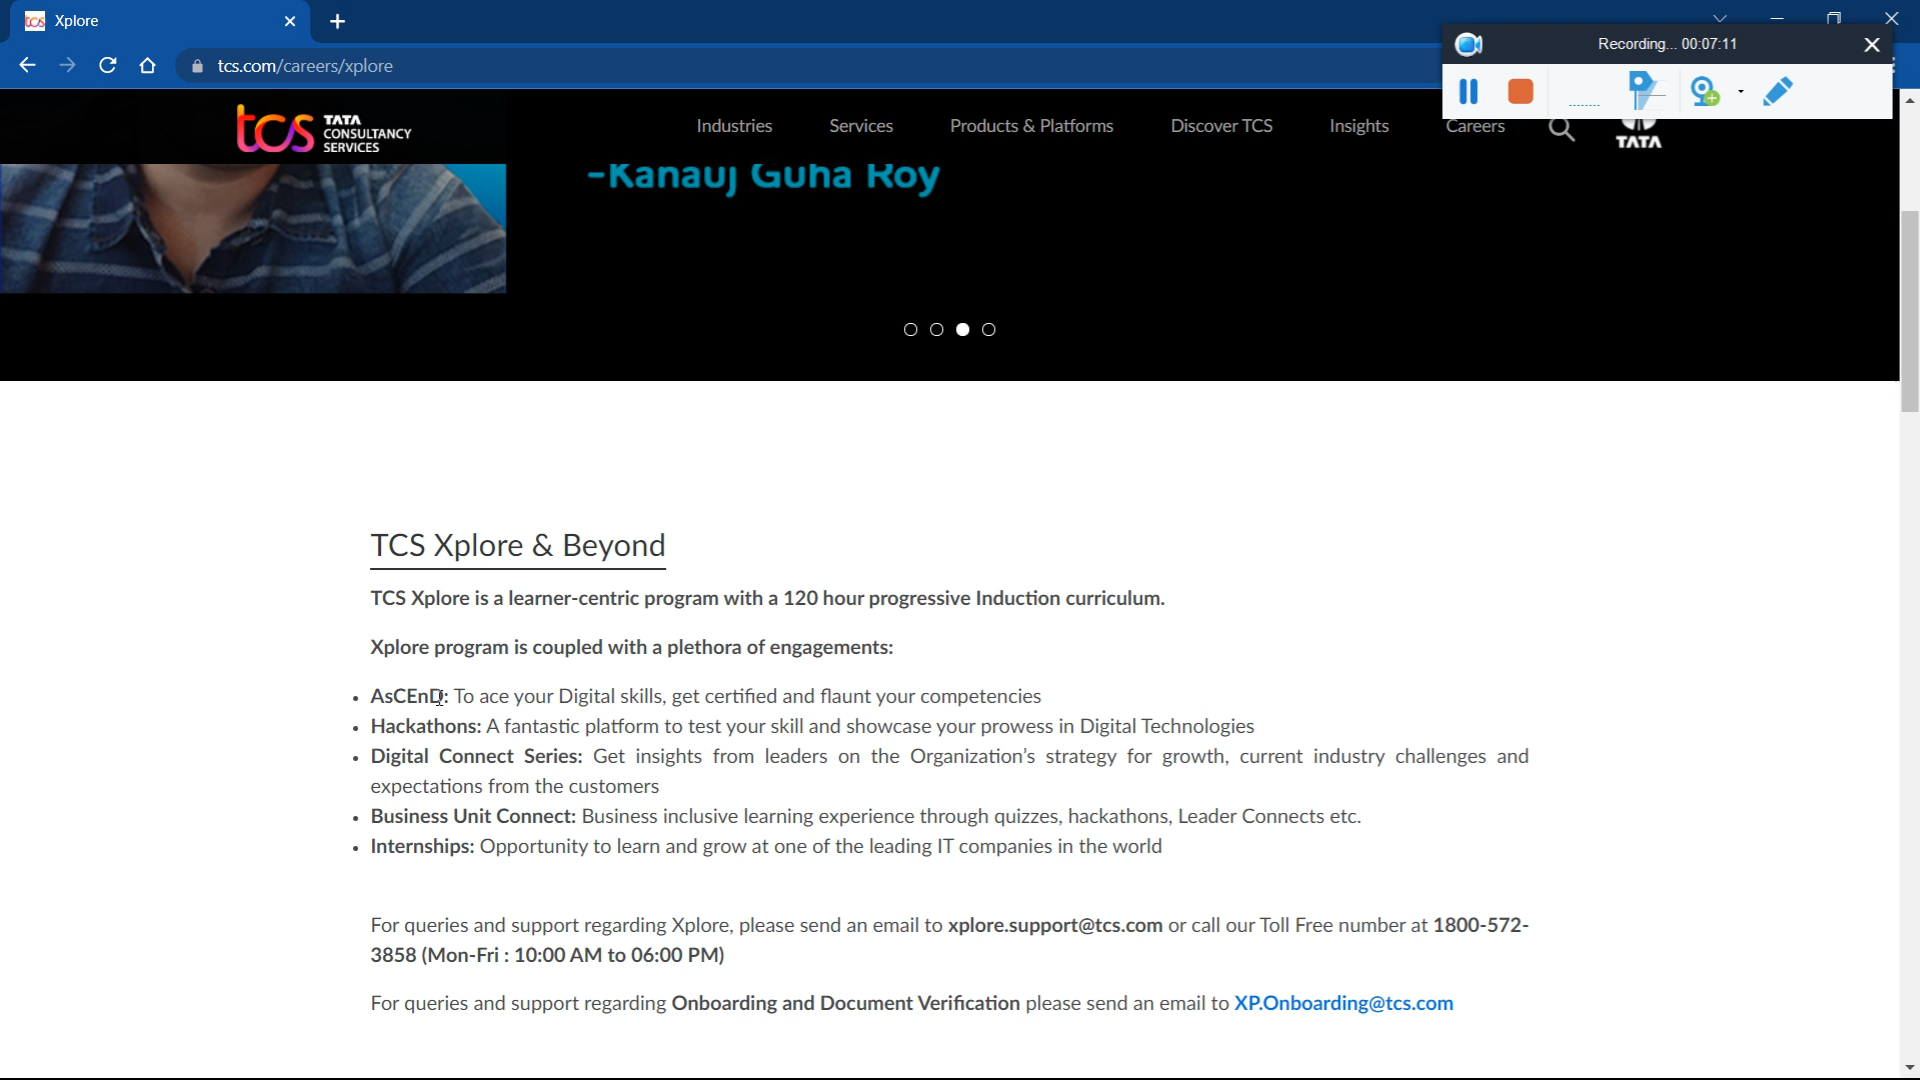 tcs Xplore
Recording... 00:07:11
tcs.com/careers/xplore
tcs TATA CONSULTANCY SERVICES
Industries Services Products & Platforms Discover TCS Insights Careers TATA
-Kanauj Guha Roy
TCS Xplore & Beyond
TCS Xplore is a learner-centric program with a 120 hour progressive Induction curriculum.
Xplore program is coupled with a plethora of engagements:
• AsCEnD: To ace your Digital skills, get certified and flaunt your competencies
• Hackathons: A fantastic platform to test your skill and showcase your prowess in Digital Technologies
• Digital Connect Series: Get insights from leaders on the Organization's strategy for growth, current industry challenges and
expectations from the customers
• Business Unit Connect: Business inclusive learning experience through quizzes, hackathons, Leader Connects etc.
• Internships: Opportunity to learn and grow at one of the leading IT companies in the world
For queries and support regarding Xplore, please send an email to xplore.support@tcs.com or call our Toll Free number at 1800-572-
3858 (Mon-Fri : 10:00 AM to 06:00 PM)
For queries and support regarding Onboarding and Document Verification please send an email to XP.Onboarding@tcs.com